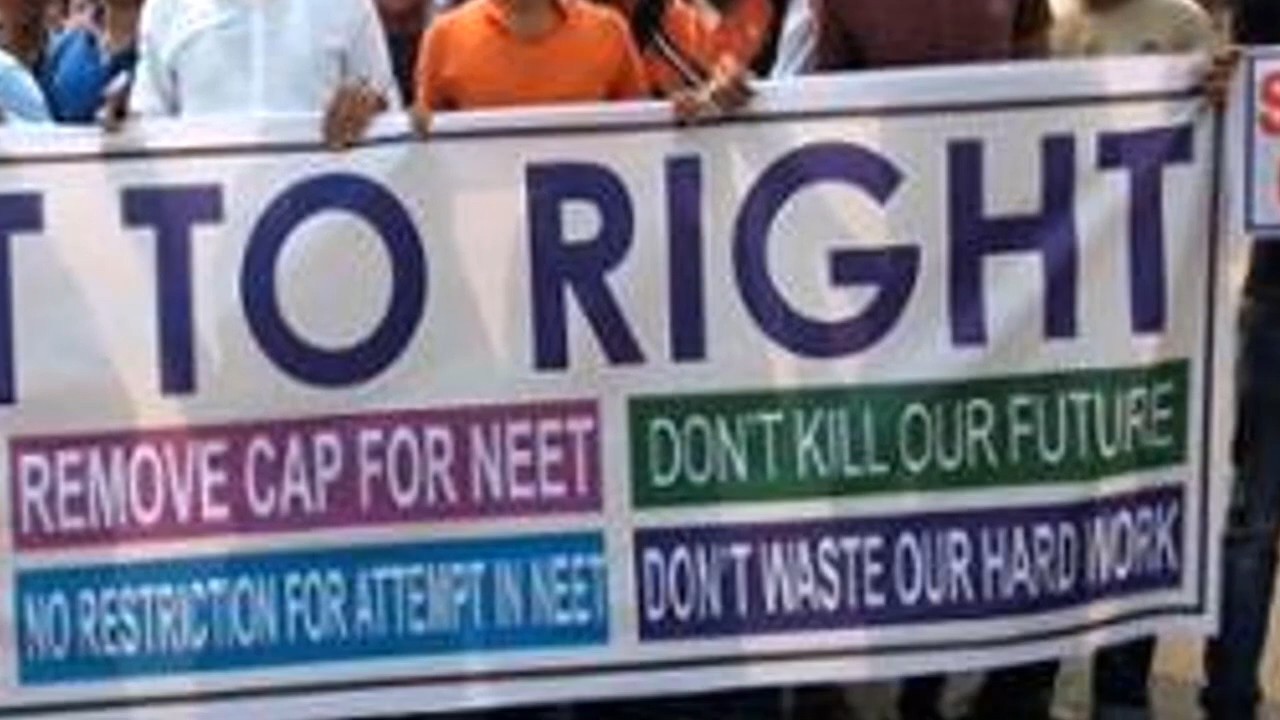 T TO RIGHT
REMOVE CAP FOR NEET
DON'T KILL OUR FUTURE
NO RESTRICTION FOR ATTEMPT IN NEET
DON'T WASTE OUR HARD WORK